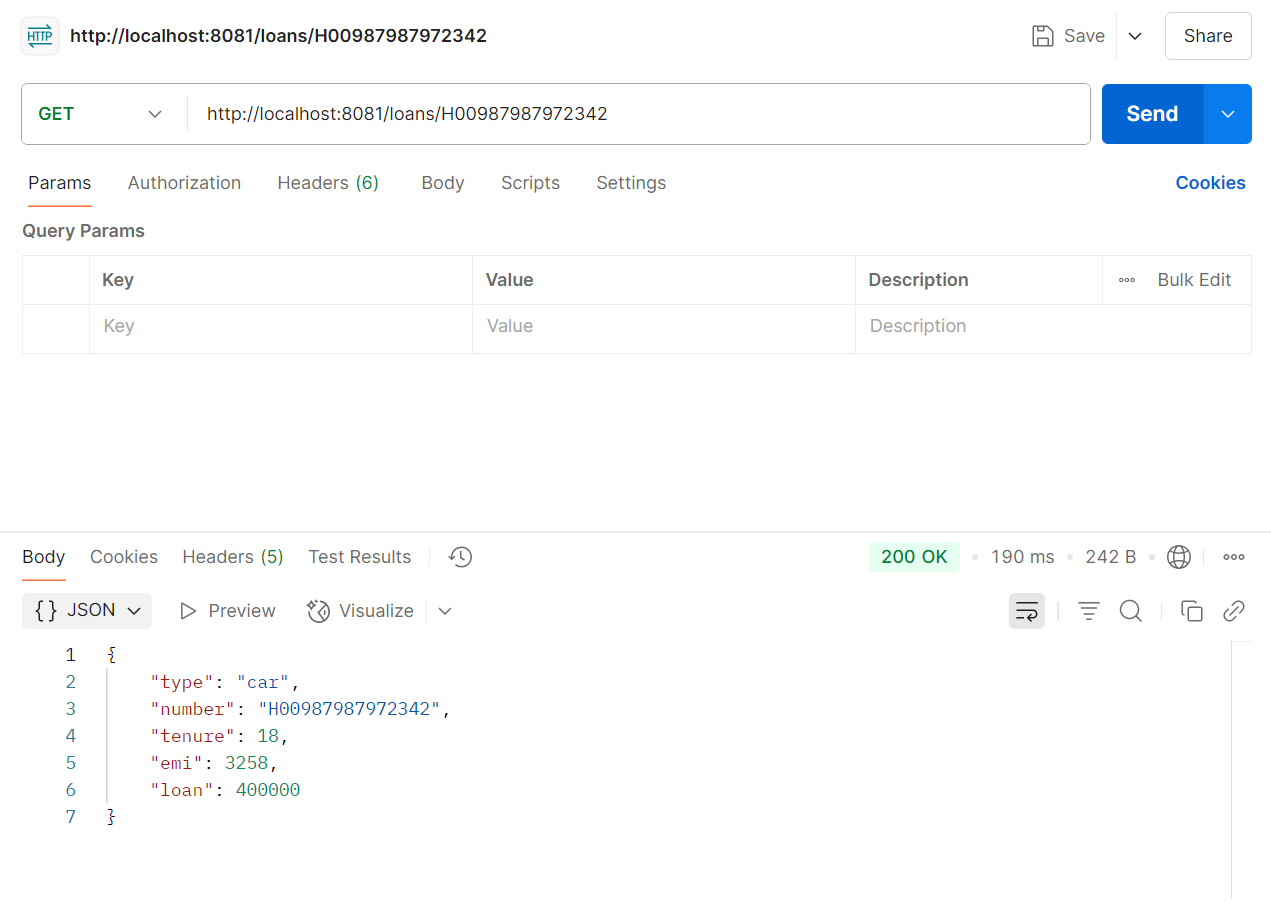 HTTP http://localhost:8081/loans/H00987987972342 Save Share
GET http://localhost:8081/loans/H00987987972342 Send
Params Authorization Headers (6) Body Scripts Settings Cookies
Query Params
Key Value Description Bulk Edit
Key Value Description
Body Cookies Headers (5) Test Results 200 OK 190 ms 242 B
{} JSON Preview Visualize
1 {
2 "type": "car",
3 "number": "H00987987972342",
4 "tenure": 18,
5 "emi": 3258,
6 "loan": 400000
7 }